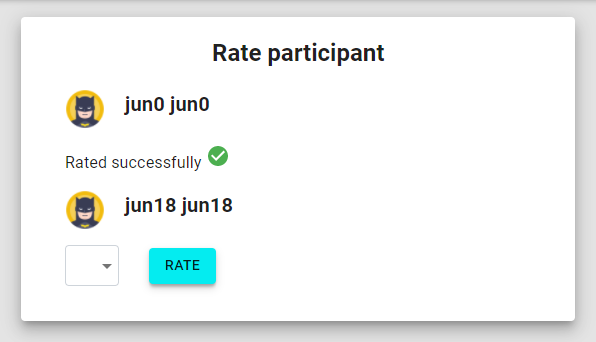 Rate participant
jun0 jun0
Rated successfully
jun18 jun18
RATE